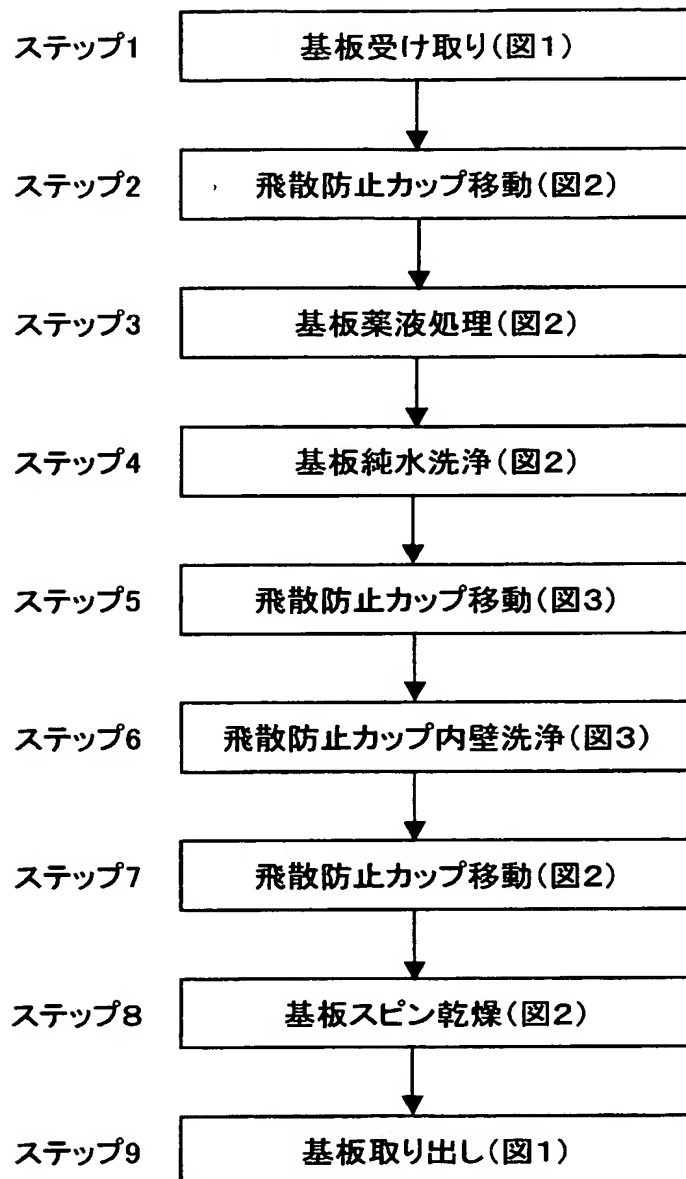 ステップ1 基板受け取り(図1)
ステップ2 飛散防止カップ移動(図2)
ステップ3 基板薬液処理(図2)
ステップ4 基板純水洗浄(図2)
ステップ5 飛散防止カップ移動(図3)
ステップ6 飛散防止カップ内壁洗浄(図3)
ステップ7 飛散防止カップ移動(図2)
ステップ8 基板スピン乾燥(図2)
ステップ9 基板取り出し(図1)